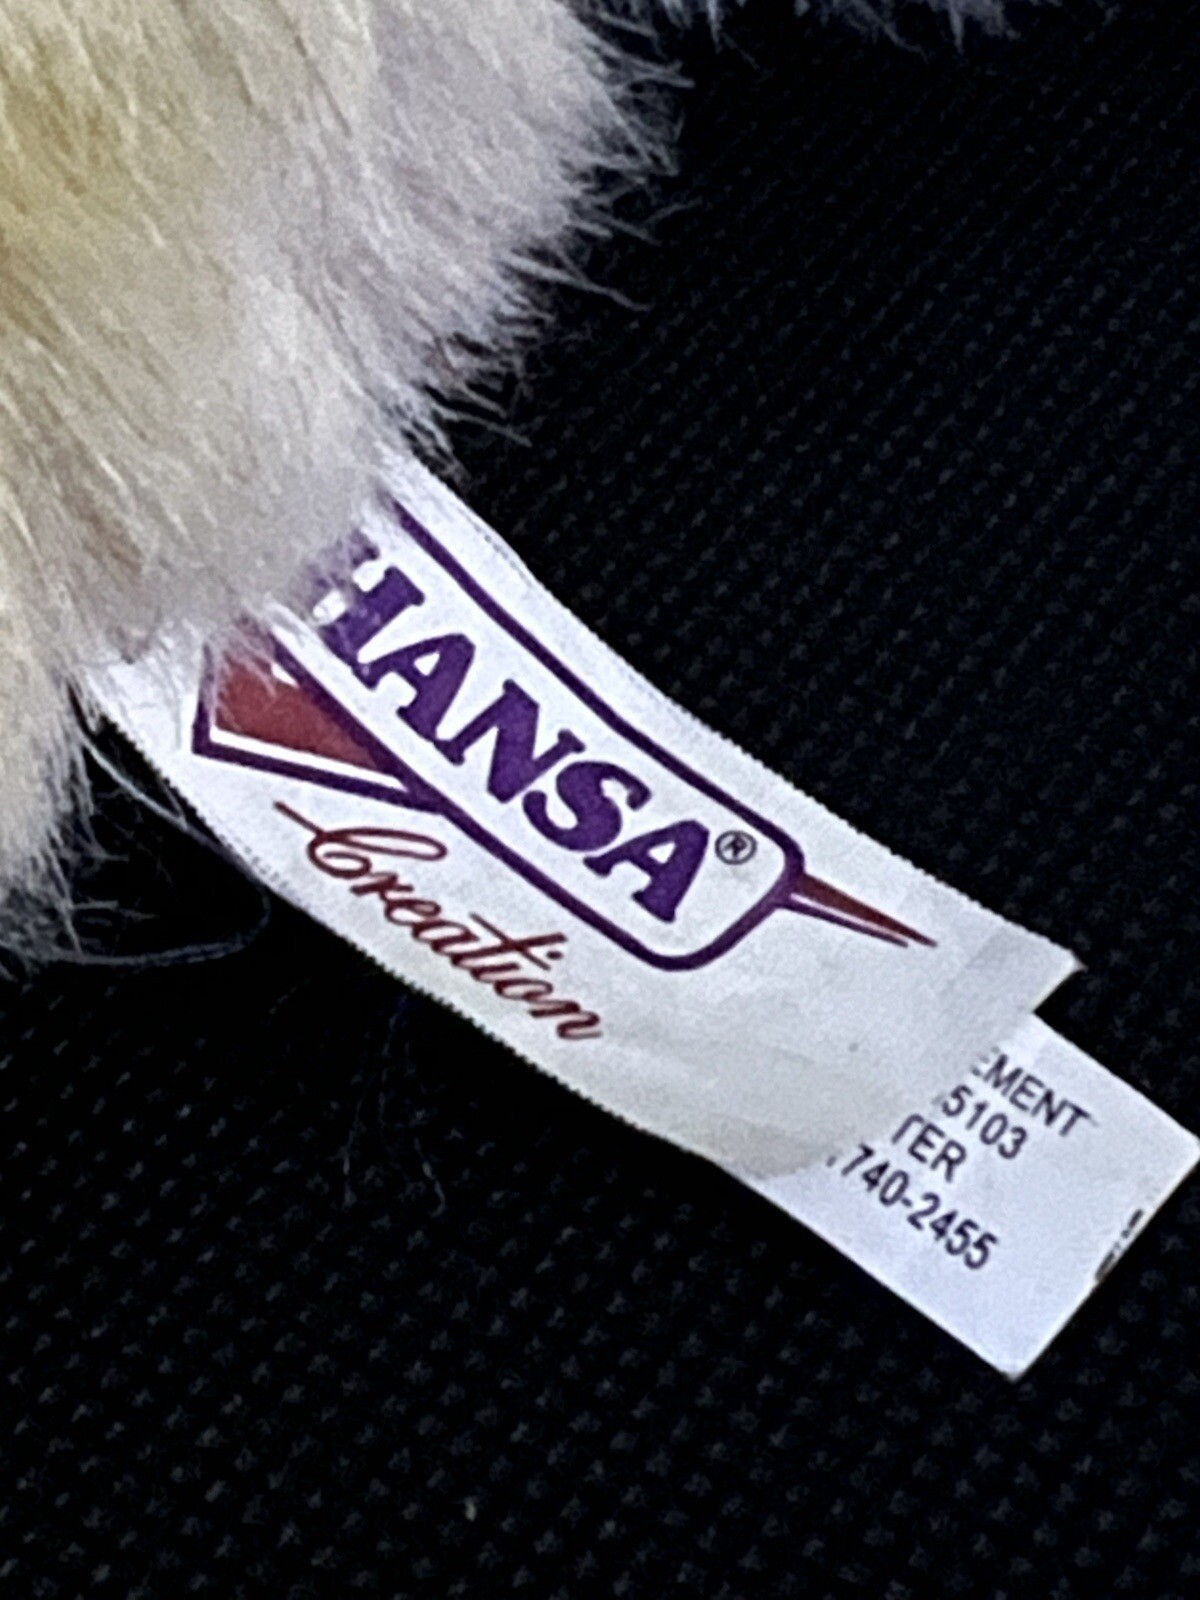 HANSA®
Creation
EMENT
5103
TER
740-2455